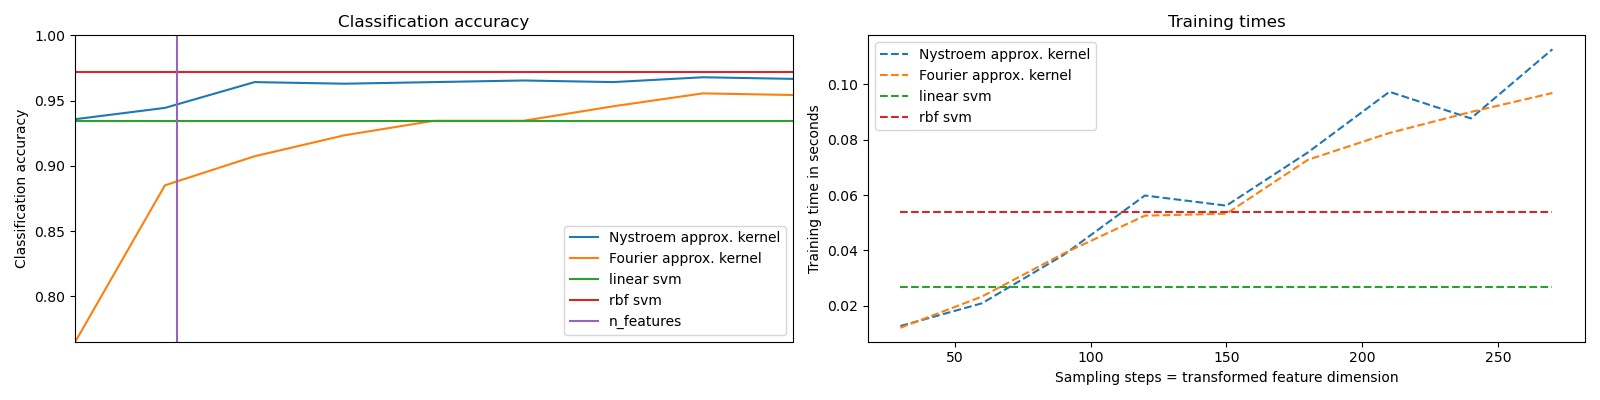 Classification accuracy
1.00
0.95
0.90
0.85
0.80
Classification accuracy
Nystroem approx. kernel
Fourier approx. kernel
linear svm
rbf svm
n_features
Training times
0.10
0.08
0.06
0.04
0.02
Training time in seconds
Nystroem approx. kernel
Fourier approx. kernel
linear svm
rbf svm
50
100
150
200
250
Sampling steps = transformed feature dimension